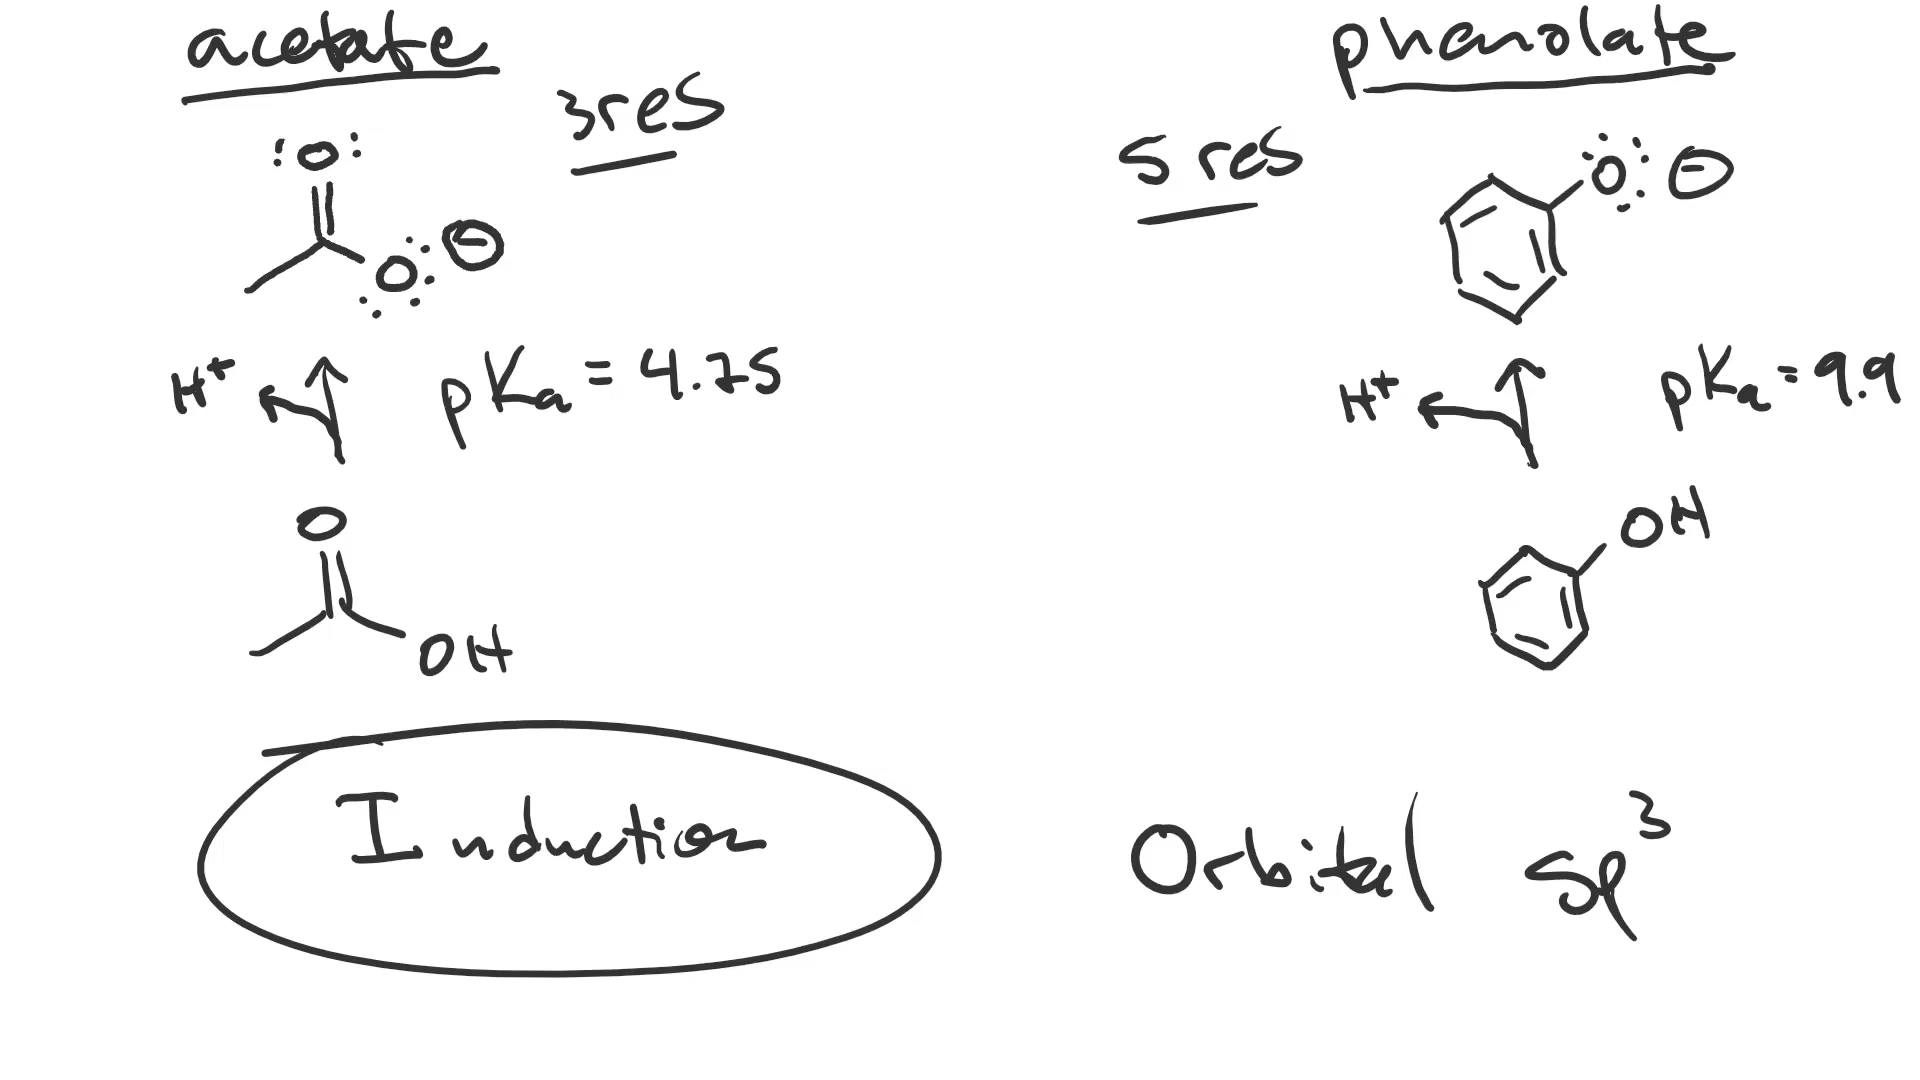 acetate
3res
:O:
O ⊖
H+
pKa = 4.75
O
OH
Induction
phenolate
5 res
O ⊖
H+
pKa = 9.9
OH
Orbital sp³